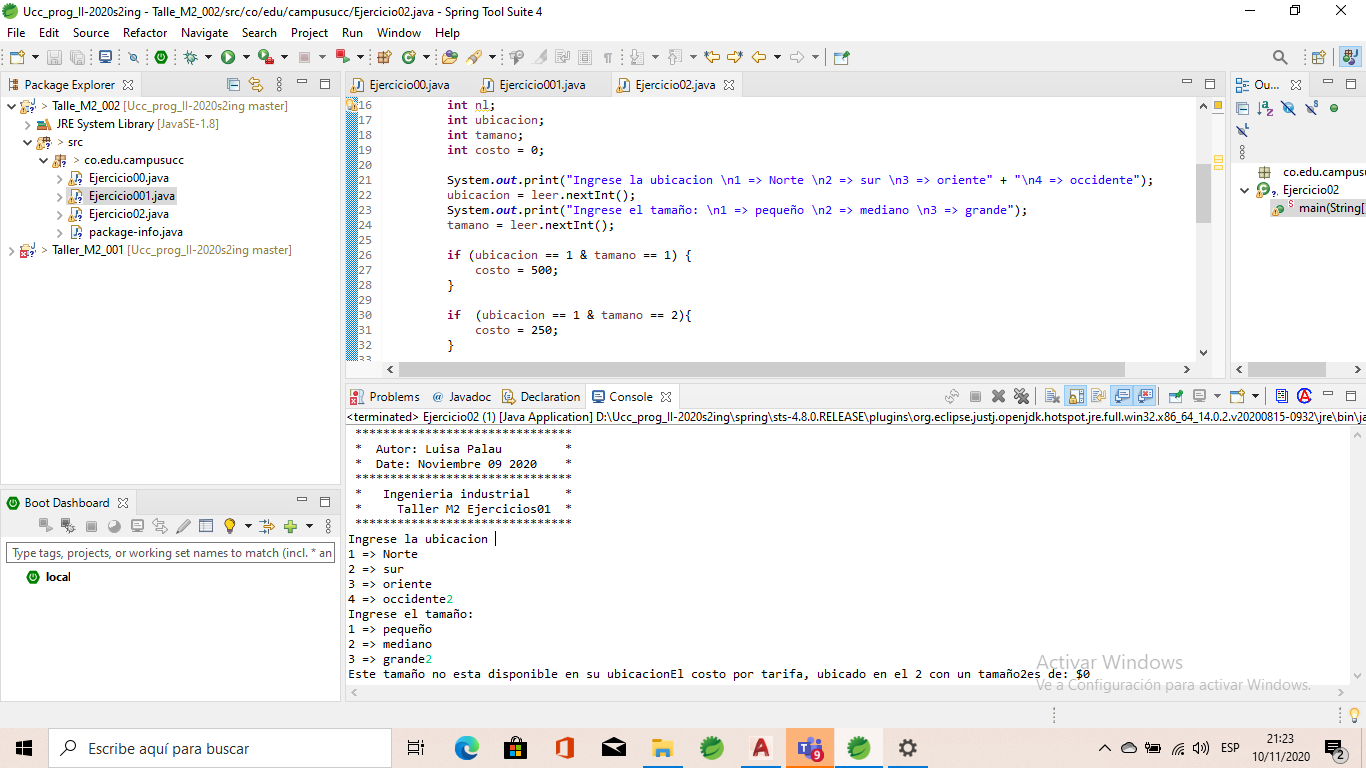 Ucc_prog_II-2020s2ing - Talle_M2_002/src/co/edu/campusucc/Ejercicio02.java - Spring Tool Suite 4
File Edit Source Refactor Navigate Search Project Run Window Help
Package Explorer
> Talle_M2_002 [Ucc_prog_II-2020s2ing master]
JRE System Library [JavaSE-1.8]
> src
> co.edu.campusucc
Ejercicio00.java
Ejercicio001.java
Ejercicio02.java
package-info.java
> Taller_M2_001 [Ucc_prog_II-2020s2ing master]
Ejercicio00.java Ejercicio001.java Ejercicio02.java
16 int nl;
17 int ubicacion;
18 int tamano;
19 int costo = 0;
20
21 System.out.print("Ingrese la ubicacion \n1 => Norte \n2 => sur \n3 => oriente" + "\n4 => occidente");
22 ubicacion = leer.nextInt();
23 System.out.print("Ingrese el tamaño: \n1 => pequeño \n2 => mediano \n3 => grande");
24 tamano = leer.nextInt();
25
26 if (ubicacion == 1 & tamano == 1) {
27 costo = 500;
28 }
29
30 if (ubicacion == 1 & tamano == 2){
31 costo = 250;
32 }
33
Ou...
co.edu.campusu
Ejercicio02
main(String[
Boot Dashboard
Type tags, projects, or working set names to match (incl. * an
local
Problems @ Javadoc Declaration Console
<terminated> Ejercicio02 (1) [Java Application] D:\Ucc_prog_II-2020s2ing\spring\sts-4.8.0.RELEASE\plugins\org.eclipse.justj.openjdk.hotspot.jre.full.win32.x86_64_14.0.2.v20200815-0932\jre\bin\ja
*******************************
* Autor: Luisa Palau *
* Date: Noviembre 09 2020 *
*******************************
* Ingenieria industrial *
* Taller M2 Ejercicios01 *
*******************************
Ingrese la ubicacion
1 => Norte
2 => sur
3 => oriente
4 => occidente2
Ingrese el tamaño:
1 => pequeño
2 => mediano
3 => grande2
Este tamaño no esta disponible en su ubicacionEl costo por tarifa, ubicado en el 2 con un tamaño2es de: $0
Activar Windows
Ve a Configuración para activar Windows.
Escribe aquí para buscar
9
ESP
21:23
10/11/2020
2